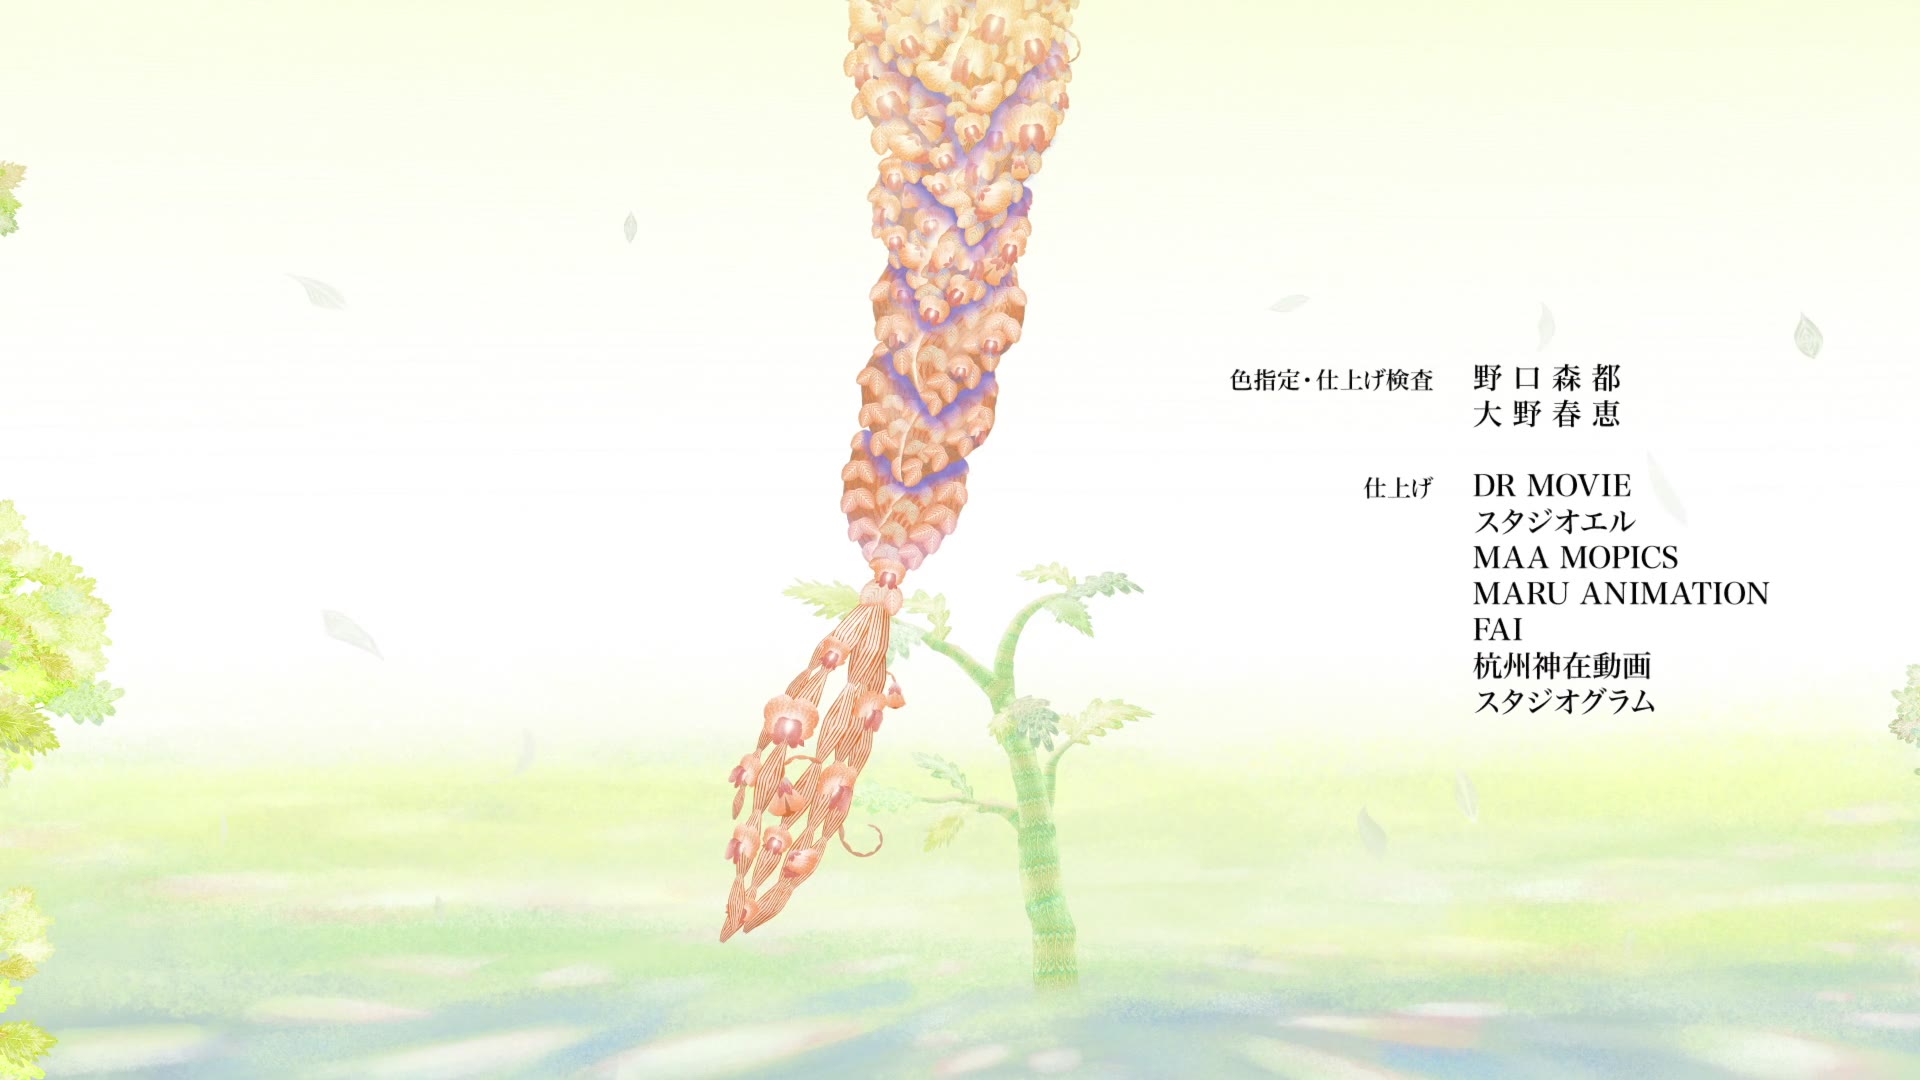 色指定・仕上げ検査 野口森都
大野春恵
仕上げ DR MOVIE
スタジオエル
MAA MOPICS
MARU ANIMATION
FAI
杭州神在動画
スタジオグラム